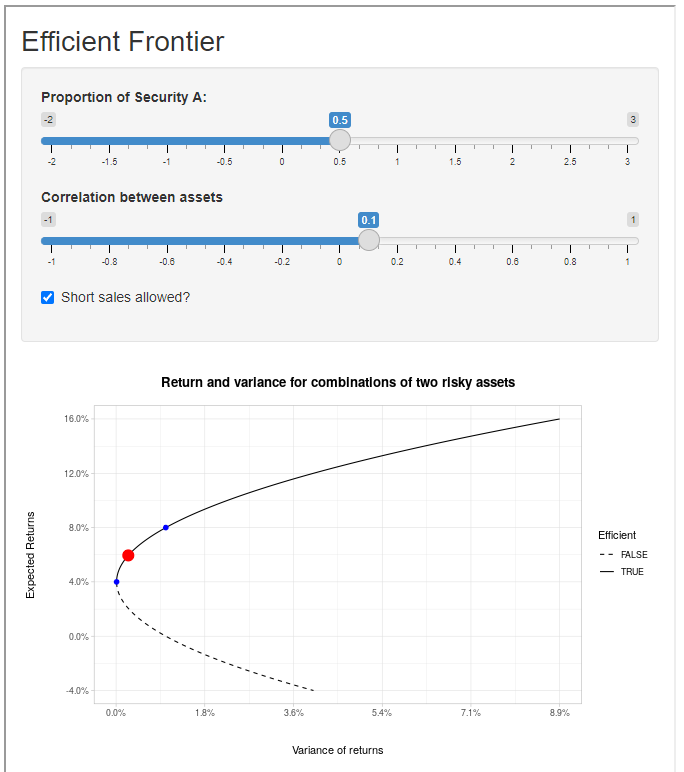 Efficient Frontier
Proportion of Security A:
-2 0.5 3
-2 -1.5 -1 -0.5 0 0.5 1 1.5 2 2.5 3
Correlation between assets
-1 0.1 1
-1 -0.8 -0.6 -0.4 -0.2 0 0.2 0.4 0.6 0.8 1
Short sales allowed?
Return and variance for combinations of two risky assets
16.0%
12.0%
8.0%
4.0%
0.0%
-4.0%
Expected Returns
Efficient
FALSE
TRUE
0.0% 1.8% 3.6% 5.4% 7.1% 8.9%
Variance of returns